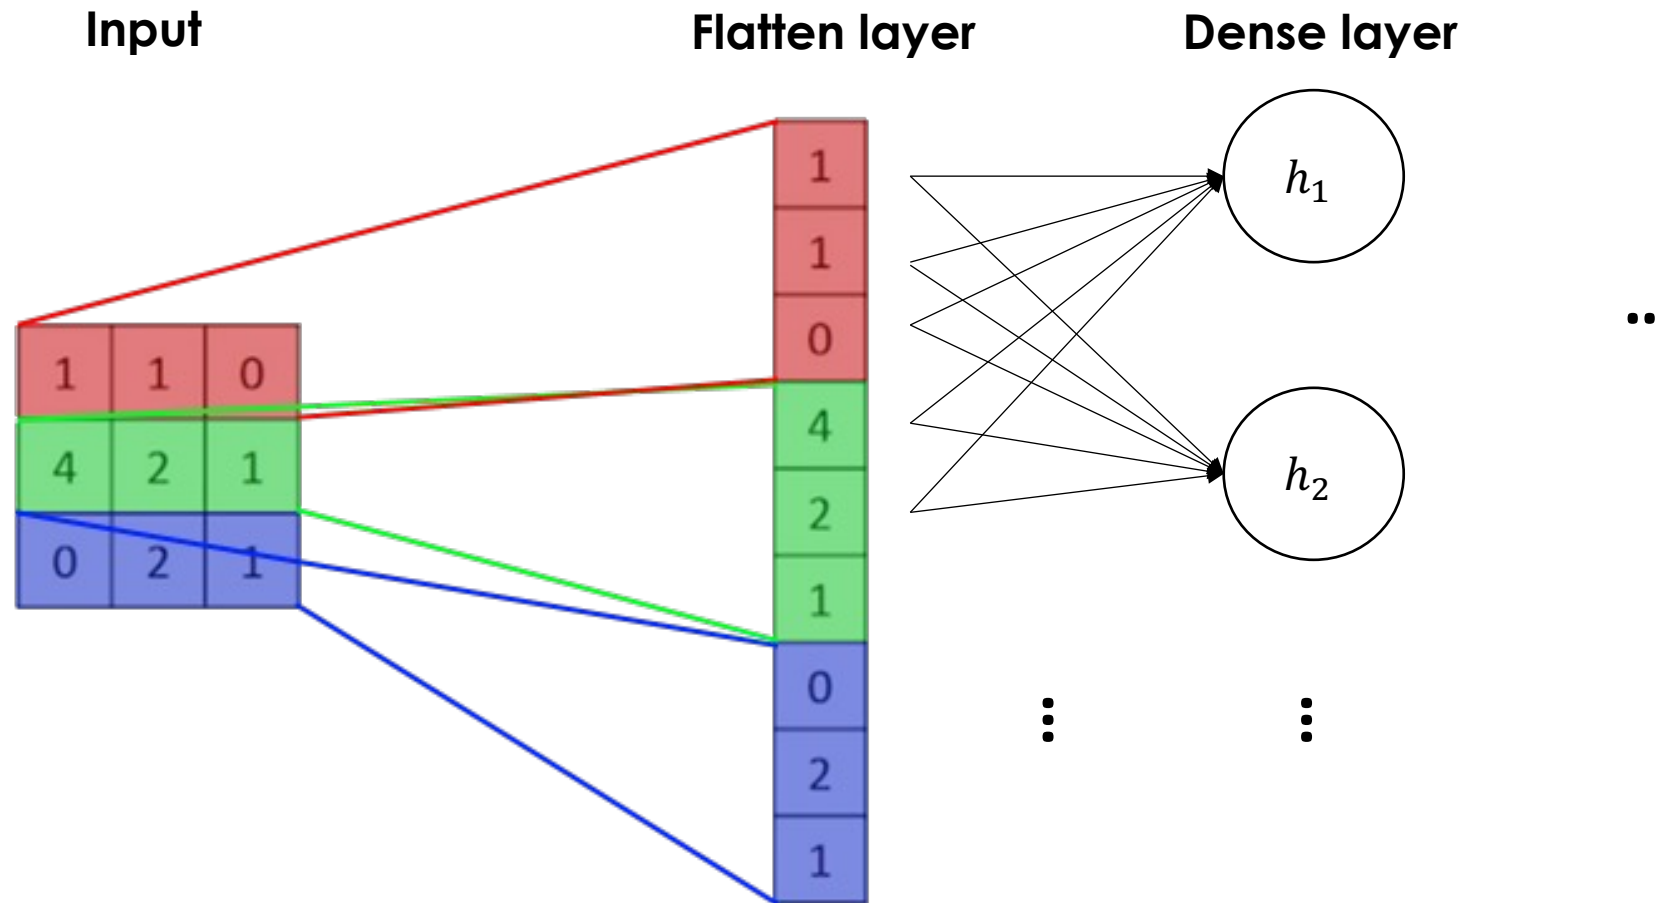 Input
Flatten layer
Dense layer
1 1 0
4 2 1
0 2 1
1
1
0
4
2
1
0
2
1
h₁
h₂
⋮
⋮
..